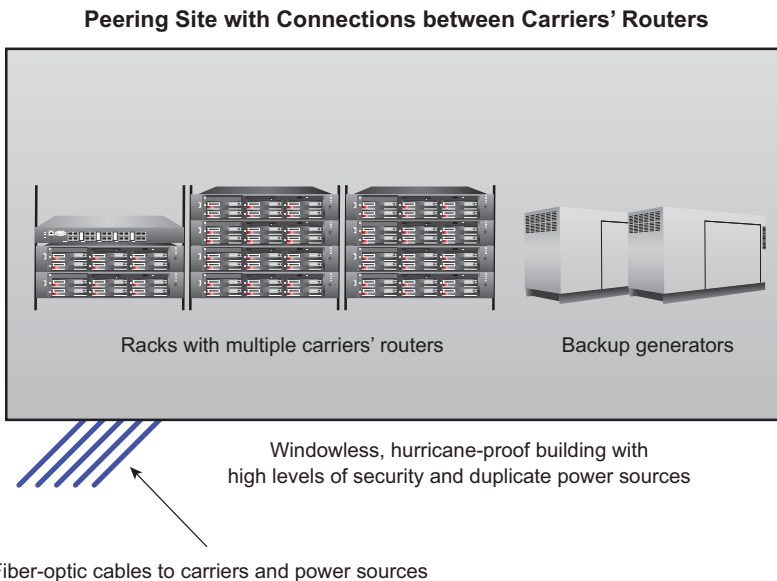 Peering Site with Connections between Carriers’ Routers
Racks with multiple carriers’ routers
Backup generators
Windowless, hurricane-proof building with
high levels of security and duplicate power sources
Fiber-optic cables to carriers and power sources